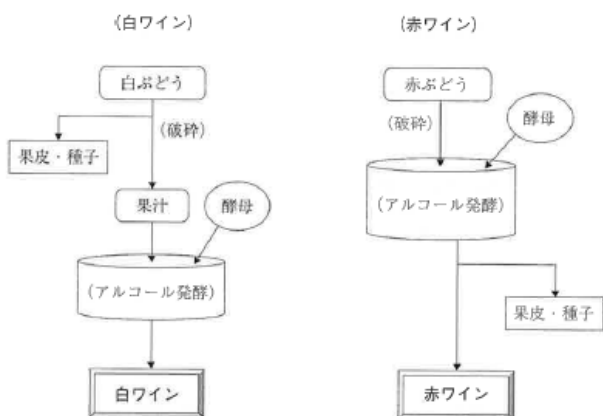 (白ワイン)
白ぶどう
(破砕)
果皮・種子
果汁
酵母
(アルコール発酵)
白ワイン
(赤ワイン)
赤ぶどう
(破砕)
酵母
(アルコール発酵)
果皮・種子
赤ワイン